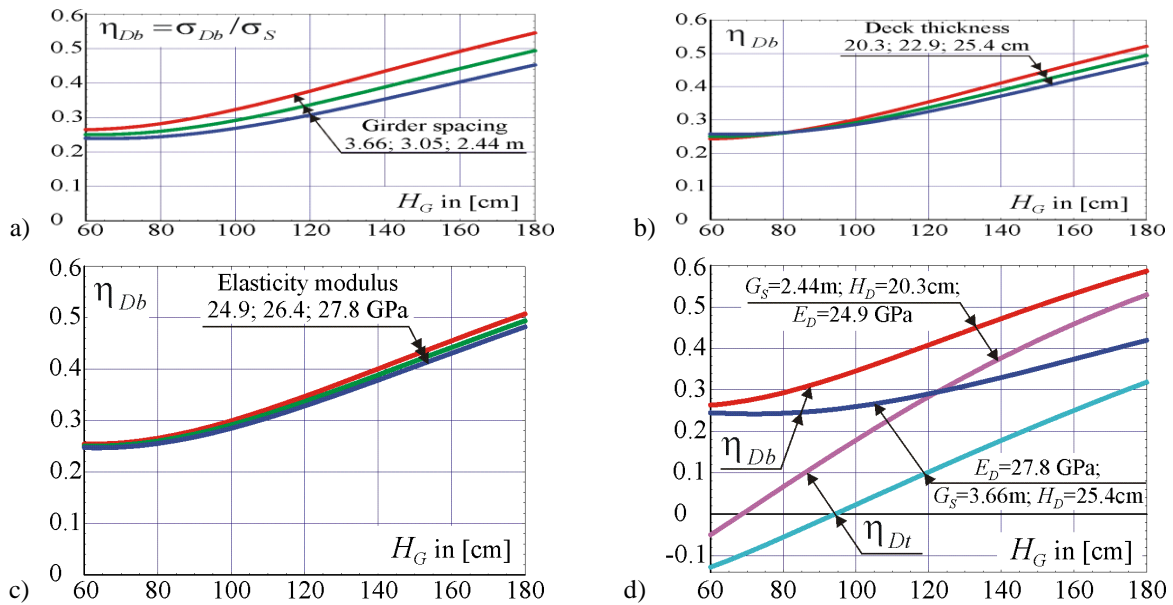 0.6
0.5
0.4
0.3
0.2
0.1
0
η_Db = σ_Db/σ_S
Girder spacing
3.66; 3.05; 2.44 m
H_G in [cm]
60 80 100 120 140 160 180
a)
0.6
0.5
0.4
0.3
0.2
0.1
0
η_Db
Deck thickness
20.3; 22.9; 25.4 cm
H_G in [cm]
60 80 100 120 140 160 180
b)
0.6
0.5
0.4
0.3
0.2
0.1
0
η_Db
Elasticity modulus
24.9; 26.4; 27.8 GPa
H_G in [cm]
60 80 100 120 140 160 180
c)
0.6
0.5
0.4
0.3
0.2
0.1
0
-0.1
G_S=2.44m; H_D=20.3cm;
E_D=24.9 GPa
η_Db
E_D=27.8 GPa;
G_S=3.66m; H_D=25.4cm
η_Dt
H_G in [cm]
60 80 100 120 140 160 180
d)